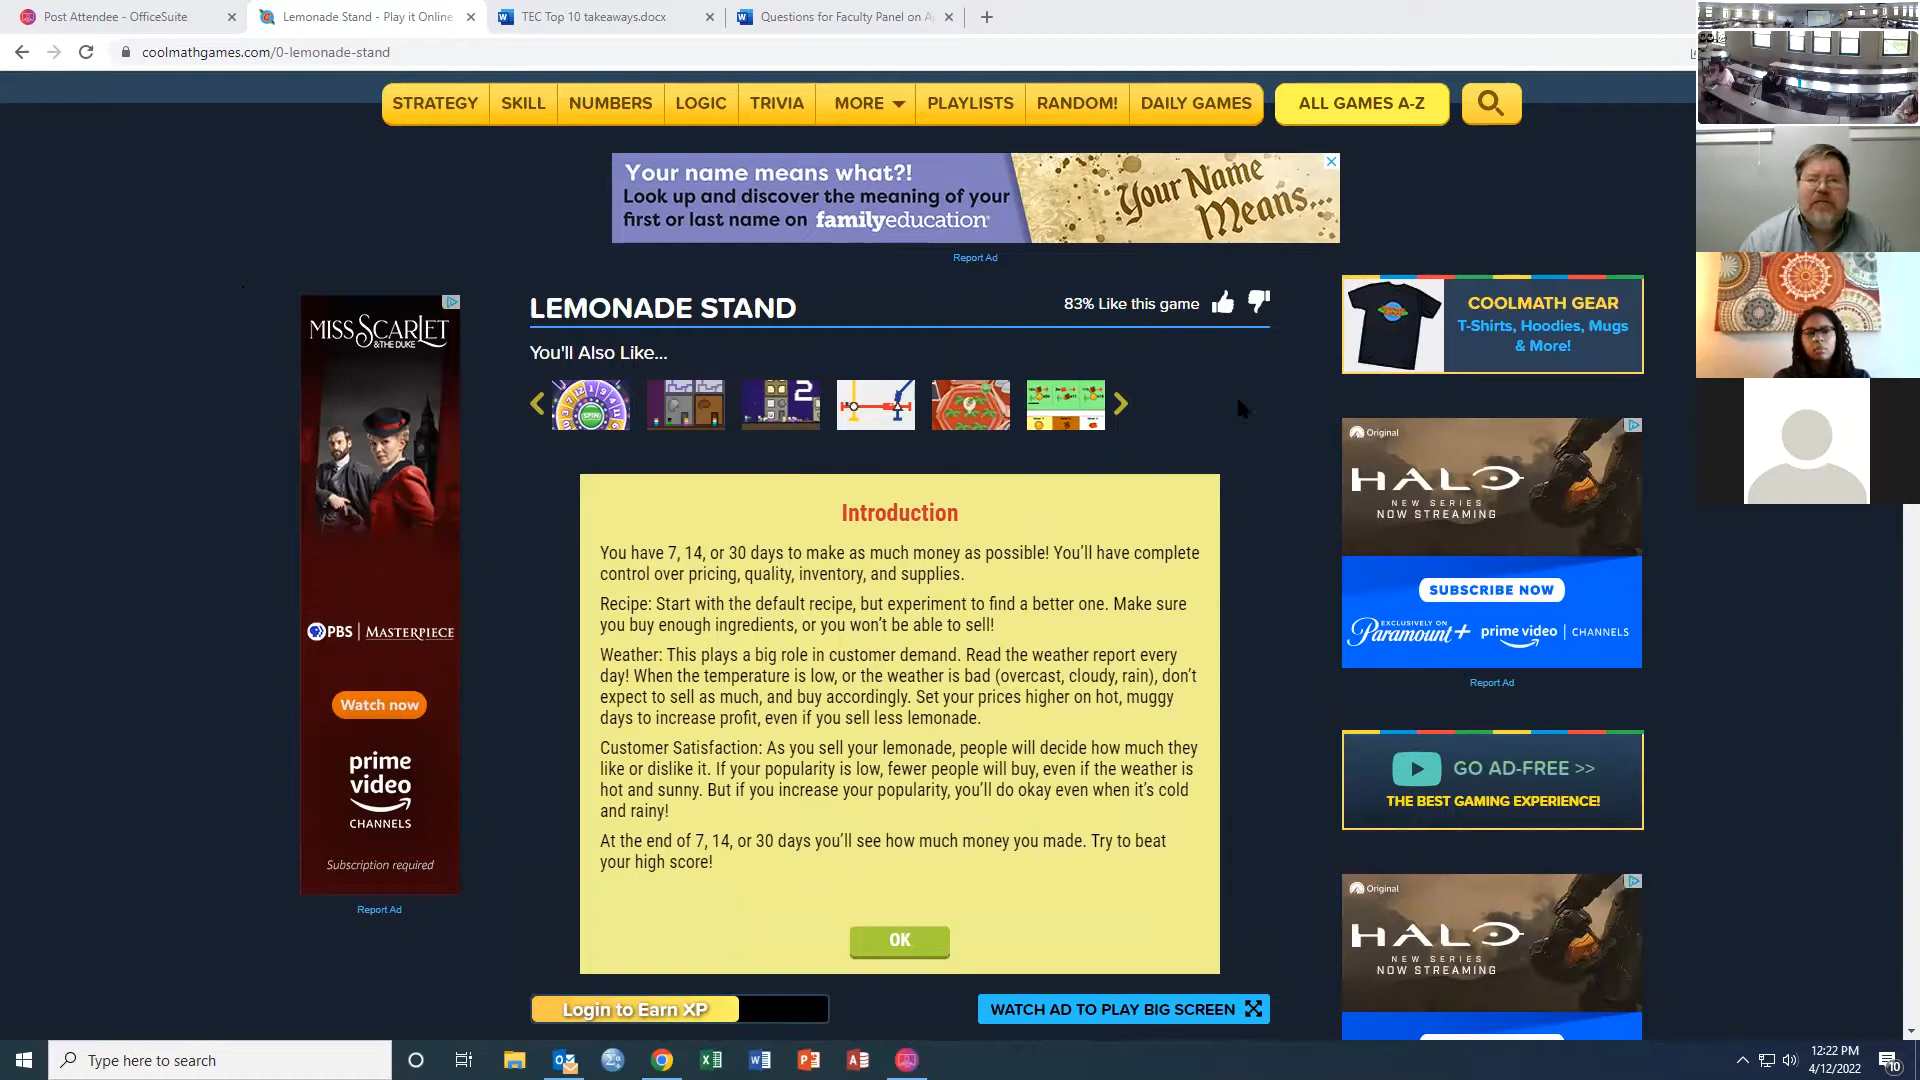 Post Attendee - OfficeSuite
Lemonade Stand - Play it Online
TEC Top 10 takeaways.docx
Questions for Faculty Panel on A
coolmathgames.com/0-lemonade-stand
STRATEGY SKILL NUMBERS LOGIC TRIVIA MORE PLAYLISTS RANDOM! DAILY GAMES ALL GAMES A-Z
Your name means what?!
Look up and discover the meaning of your
first or last name on familyeducation
Your Name
Means...
Report Ad
MISS SCARLET
& THE DUKE
PBS | MASTERPIECE
Watch now
prime
video
CHANNELS
Subscription required
Report Ad
LEMONADE STAND
83% Like this game
You'll Also Like...
SPIN
2
Introduction
You have 7, 14, or 30 days to make as much money as possible! You'll have complete
control over pricing, quality, inventory, and supplies.
Recipe: Start with the default recipe, but experiment to find a better one. Make sure
you buy enough ingredients, or you won't be able to sell!
Weather: This plays a big role in customer demand. Read the weather report every
day! When the temperature is low, or the weather is bad (overcast, cloudy, rain), don't
expect to sell as much, and buy accordingly. Set your prices higher on hot, muggy
days to increase profit, even if you sell less lemonade.
Customer Satisfaction: As you sell your lemonade, people will decide how much they
like or dislike it. If your popularity is low, fewer people will buy, even if the weather is
hot and sunny. But if you increase your popularity, you'll do okay even when it's cold
and rainy!
At the end of 7, 14, or 30 days you'll see how much money you made. Try to beat
your high score!
OK
Login to Earn XP
WATCH AD TO PLAY BIG SCREEN
COOLMATH GEAR
T-Shirts, Hoodies, Mugs
& More!
Original
HALO
NEW SERIES
NOW STREAMING
SUBSCRIBE NOW
EXCLUSIVELY ON
Paramount+ prime video | CHANNELS
Report Ad
GO AD-FREE >>
THE BEST GAMING EXPERIENCE!
Original
HALO
NEW SERIES
NOW STREAMING
Type here to search
12:22 PM
4/12/2022
10